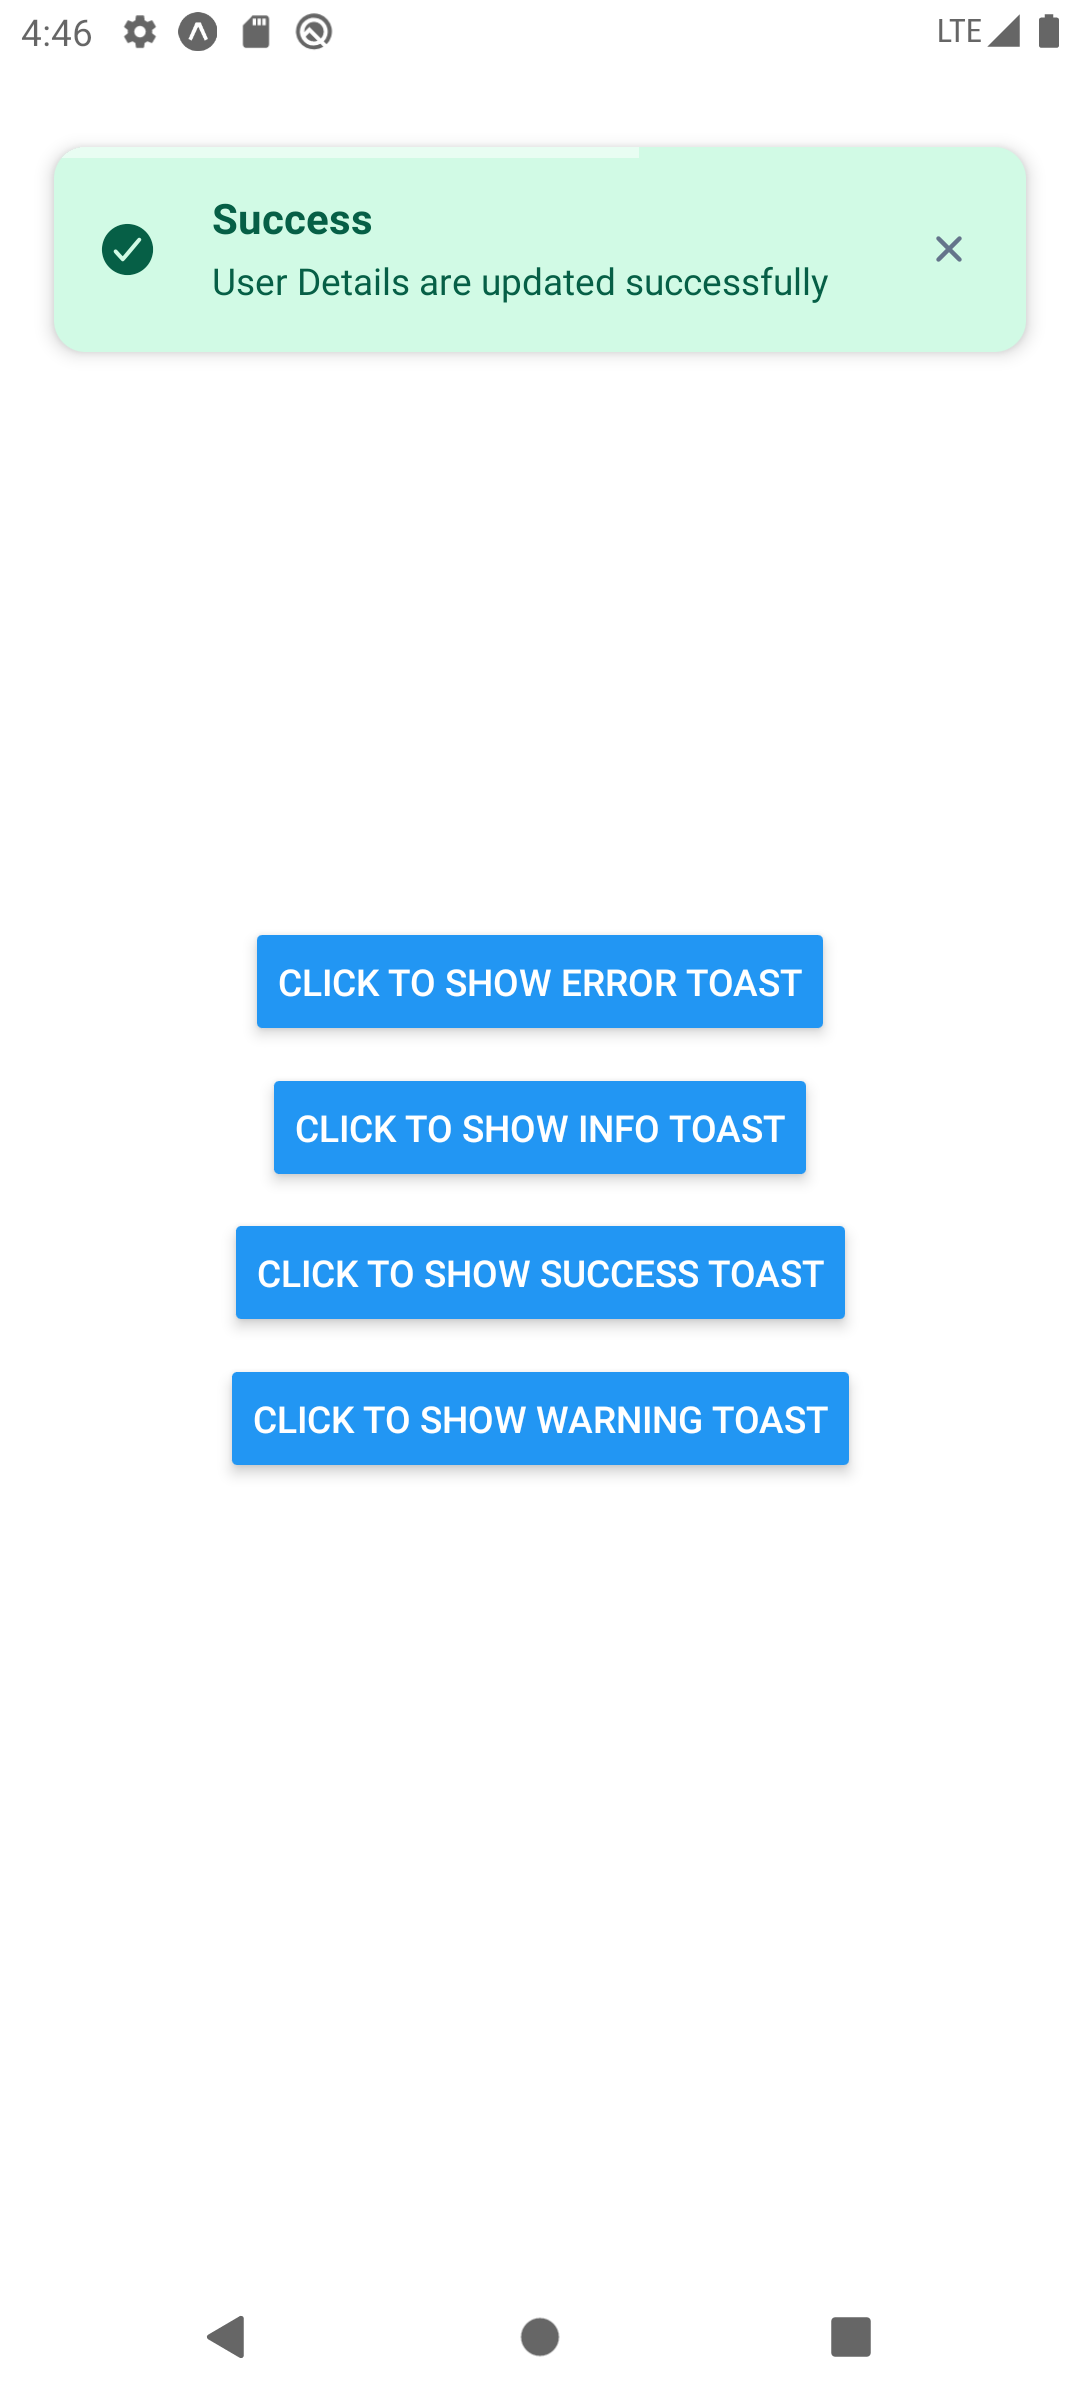 4:46 LTE
Success
User Details are updated successfully
CLICK TO SHOW ERROR TOAST
CLICK TO SHOW INFO TOAST
CLICK TO SHOW SUCCESS TOAST
CLICK TO SHOW WARNING TOAST